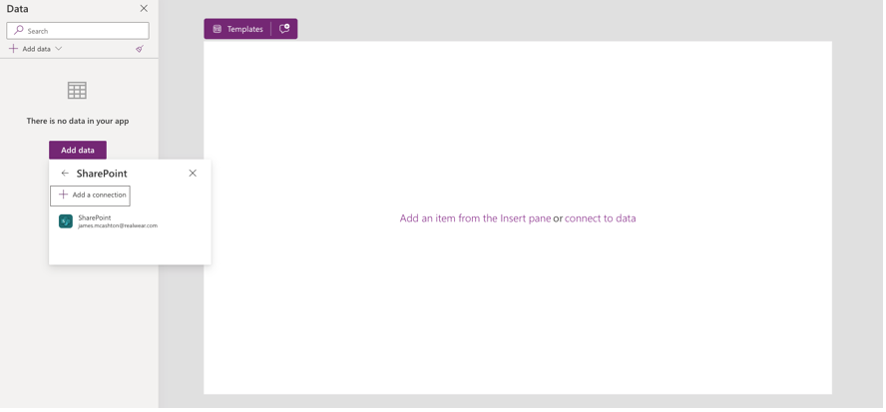 Data
Search
Add data
There is no data in your app
Add data
SharePoint
Add a connection
SharePoint
james.mcashton@realwear.com
Templates
Add an item from the Insert pane or connect to data